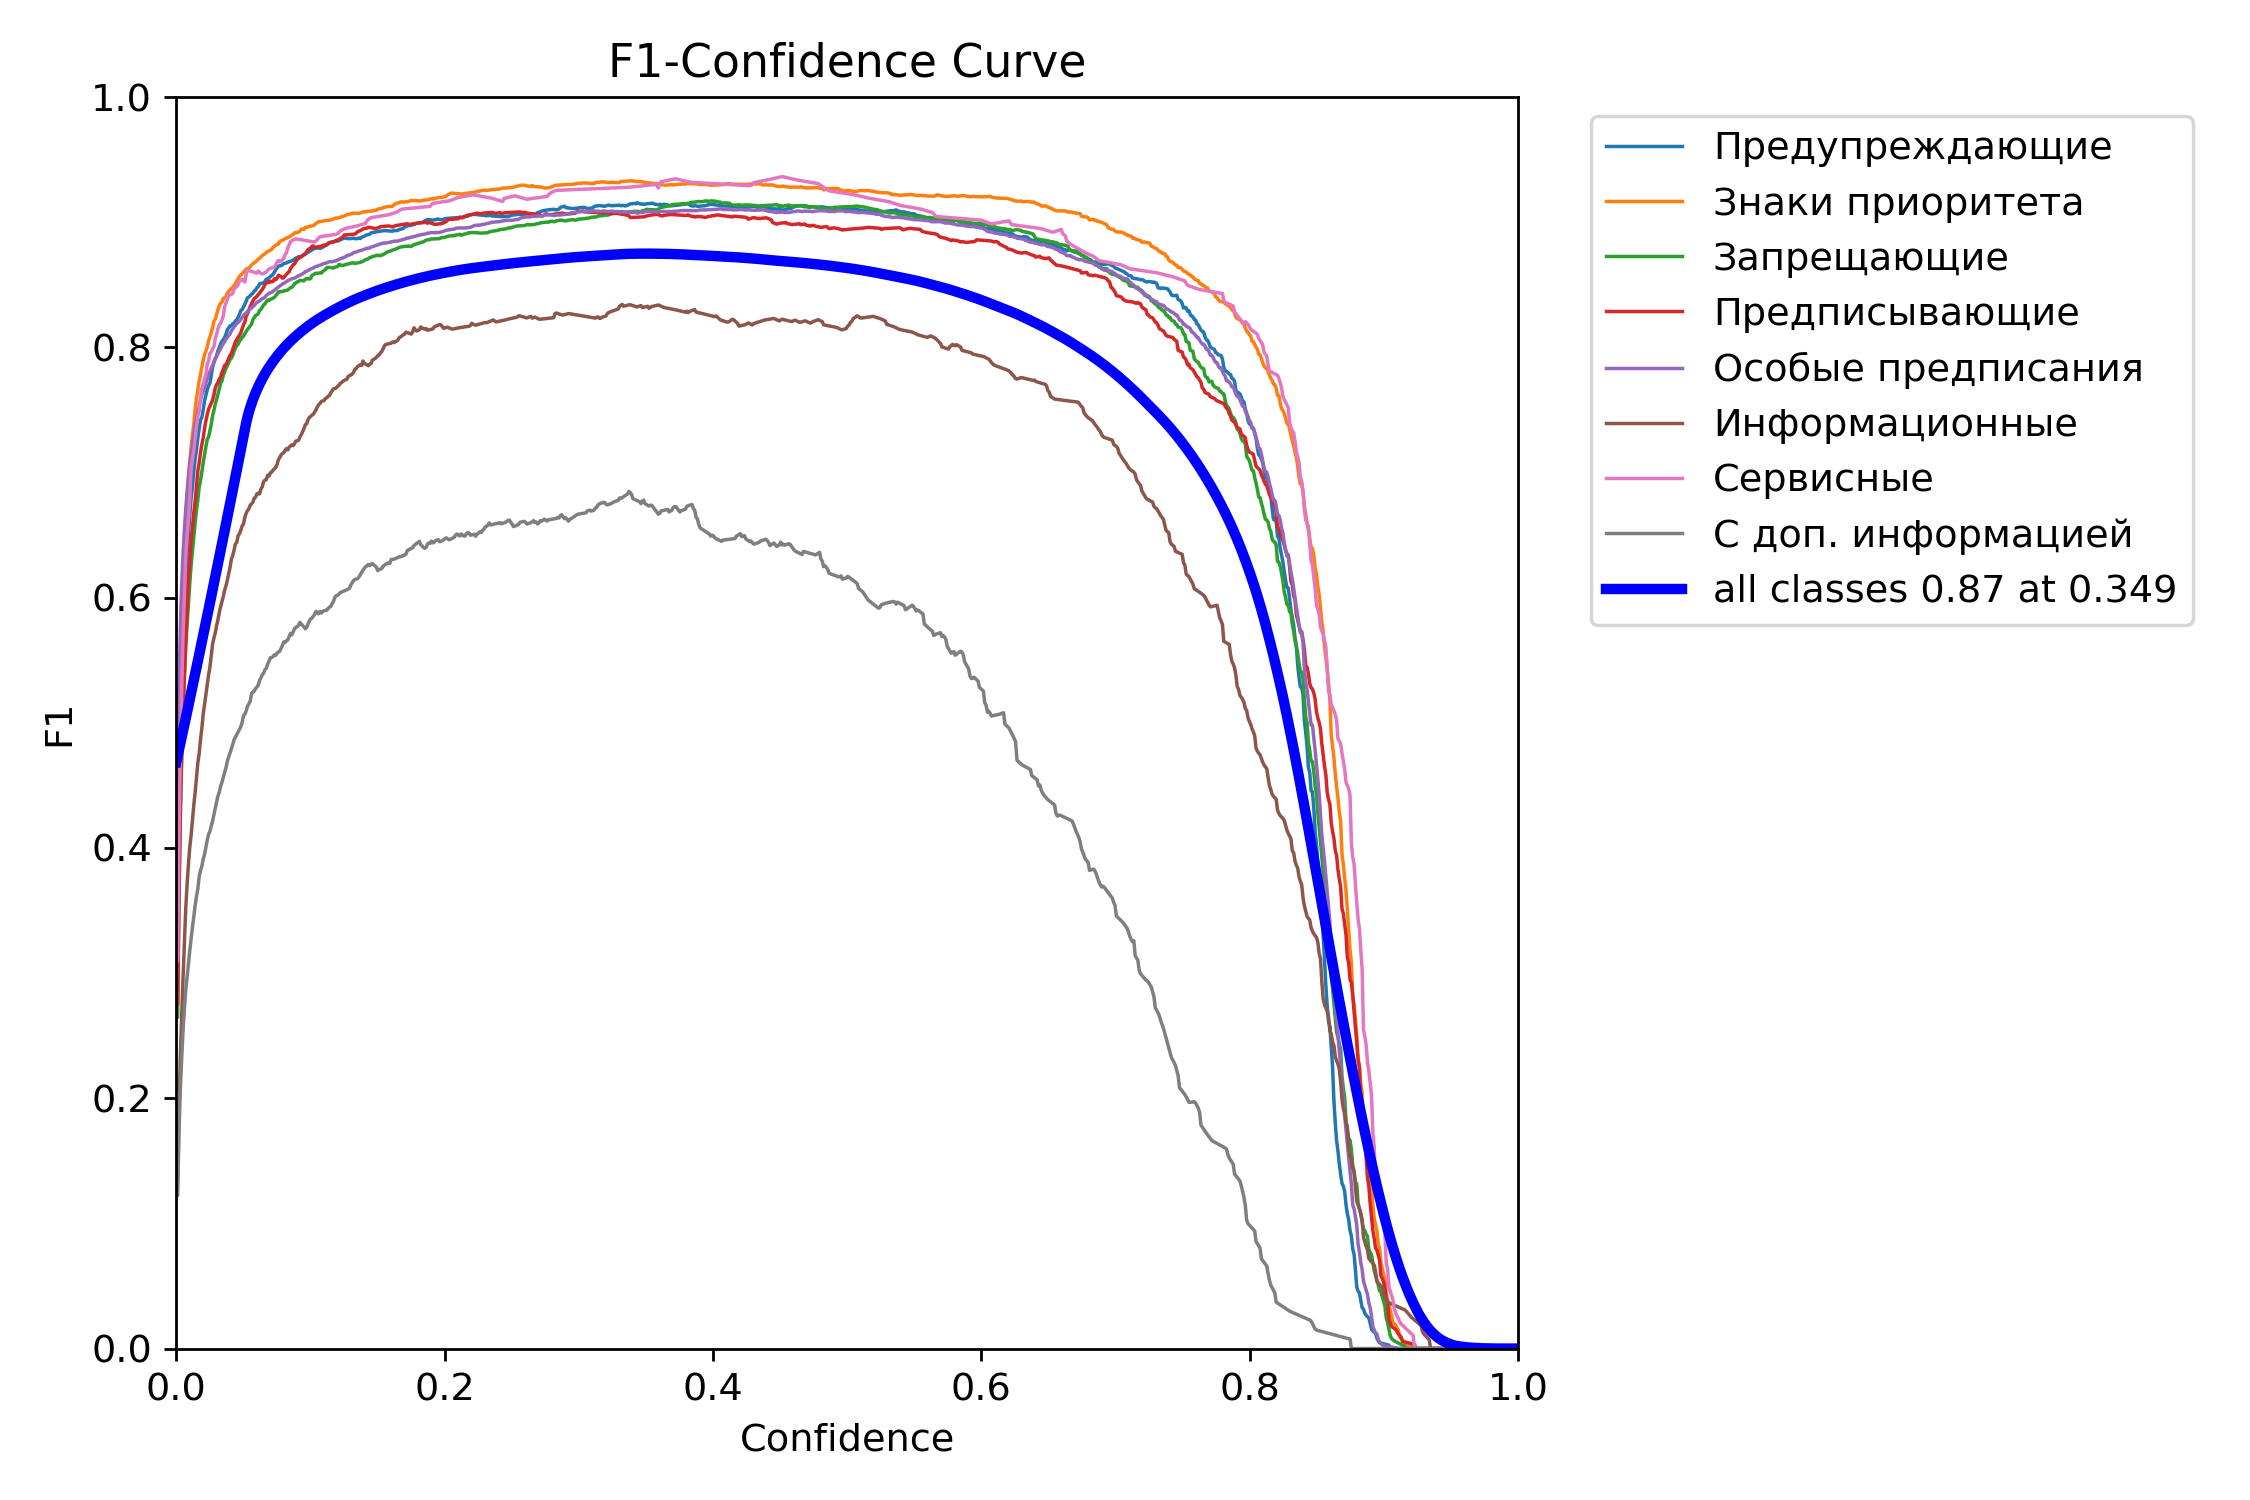 F1-Confidence Curve
1.0
0.8
0.6
0.4
0.2
0.0
F1
0.0 0.2 0.4 0.6 0.8 1.0
Confidence
Предупреждающие
Знаки приоритета
Запрещающие
Предписывающие
Особые предписания
Информационные
Сервисные
С доп. информацией
all classes 0.87 at 0.349